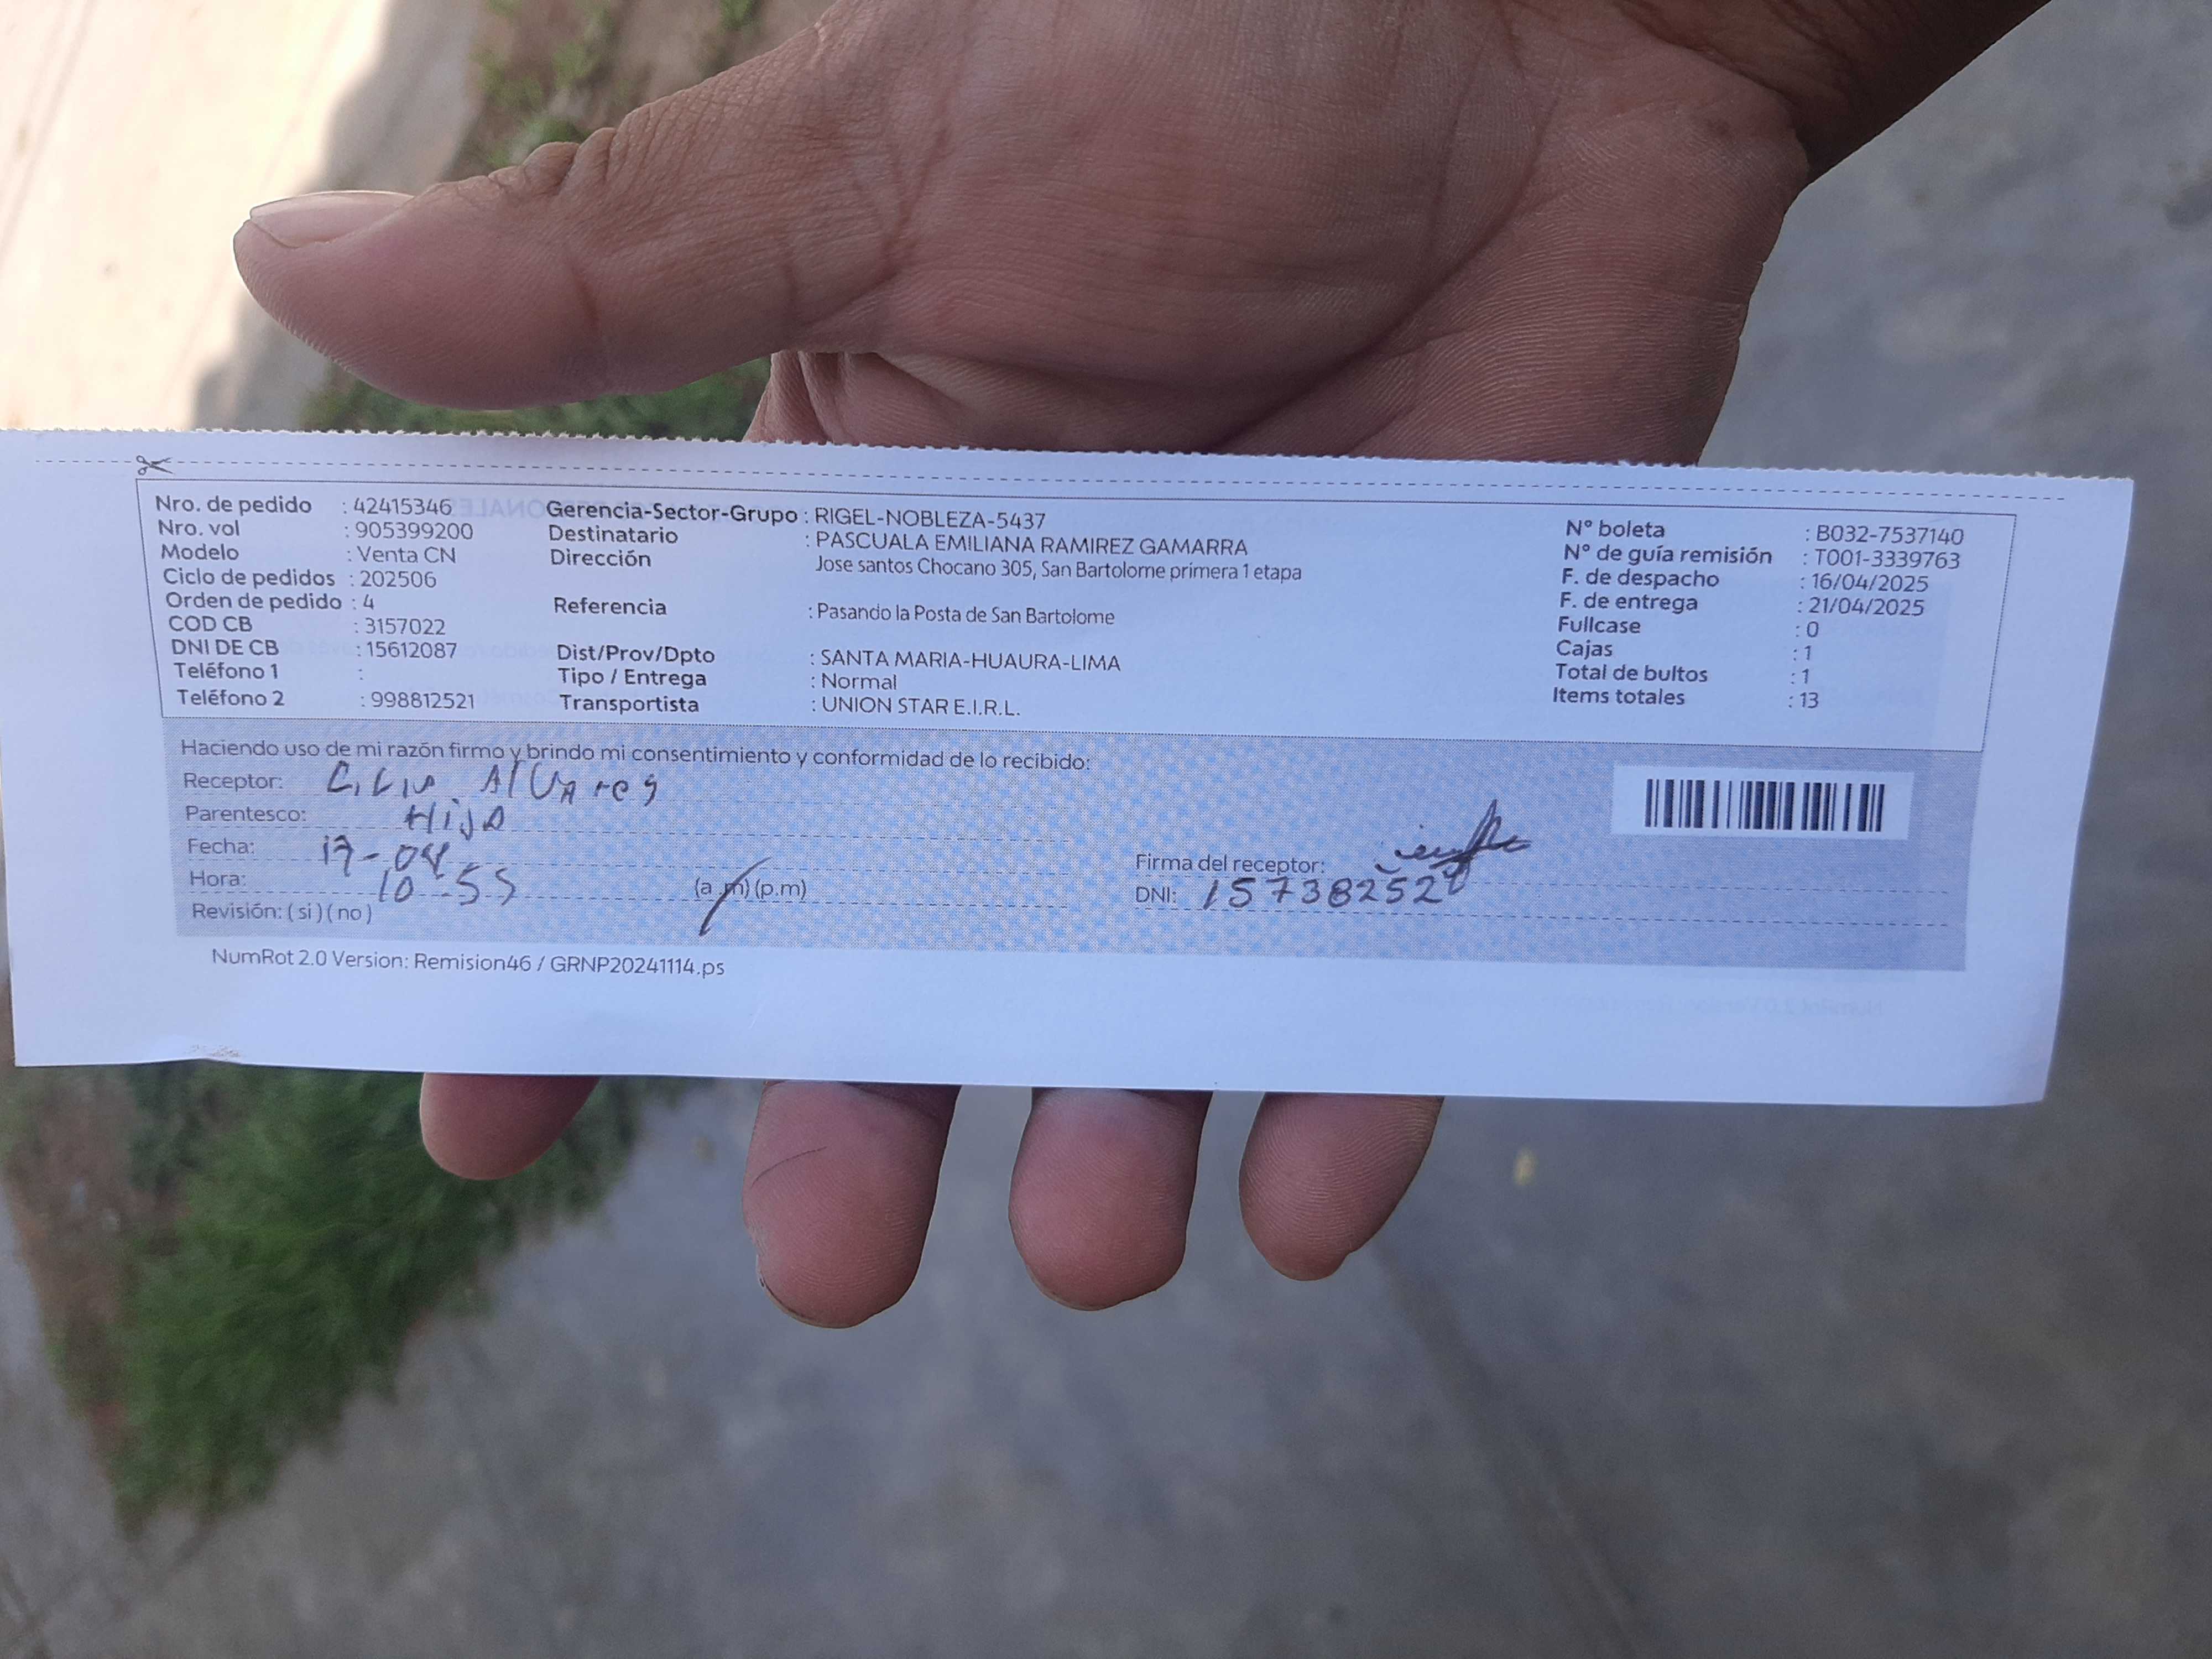 Nro. de pedido : 42415346
Nro. vol : 905399200
Modelo : Venta CN
Ciclo de pedidos : 202506
Orden de pedido : 4
COD CB : 3157022
DNI DE CB : 15612087
Teléfono 1 :
Teléfono 2 : 998812521
Gerencia-Sector-Grupo : RIGEL-NOBLEZA-5437
Destinatario : PASCUALA EMILIANA RAMIREZ GAMARRA
Dirección Jose santos Chocano 305, San Bartolome primera 1 etapa
Referencia : Pasando la Posta de San Bartolome
Dist/Prov/Dpto : SANTA MARIA-HUAURA-LIMA
Tipo / Entrega : Normal
Transportista : UNION STAR E.I.R.L.
N° boleta : B032-7537140
N° de guía remisión : T001-3339763
F. de despacho : 16/04/2025
F. de entrega : 21/04/2025
Fullcase : 0
Cajas : 1
Total de bultos : 1
Items totales : 13
Haciendo uso de mi razón firmo y brindo mi consentimiento y conformidad de lo recibido:
Receptor:
Parentesco: Hija
Fecha:
Hora: 10 55 (a.m) (p.m)
Revisión: ( si ) ( no )
Firma del receptor:
DNI: 15738252
NumRot 2.0 Version: Remision46 / GRNP20241114.ps